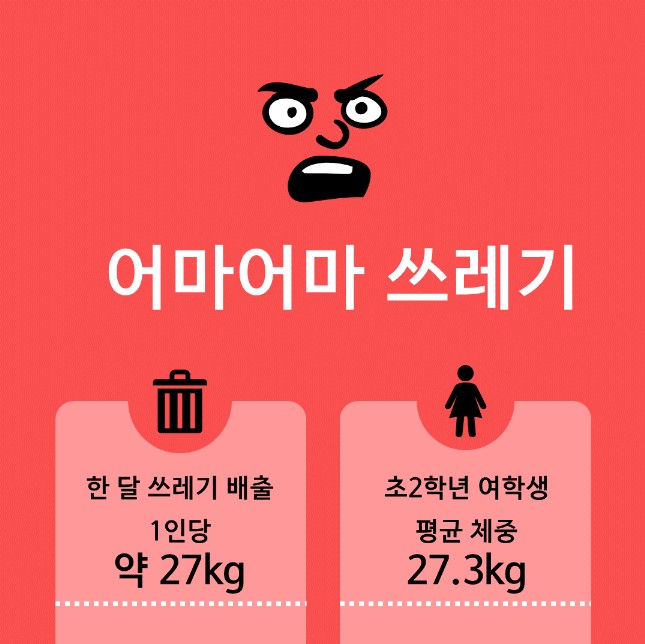 어마어마 쓰레기
한 달 쓰레기 배출
1인당
약 27kg
초2학년 여학생
평균 체중
27.3kg